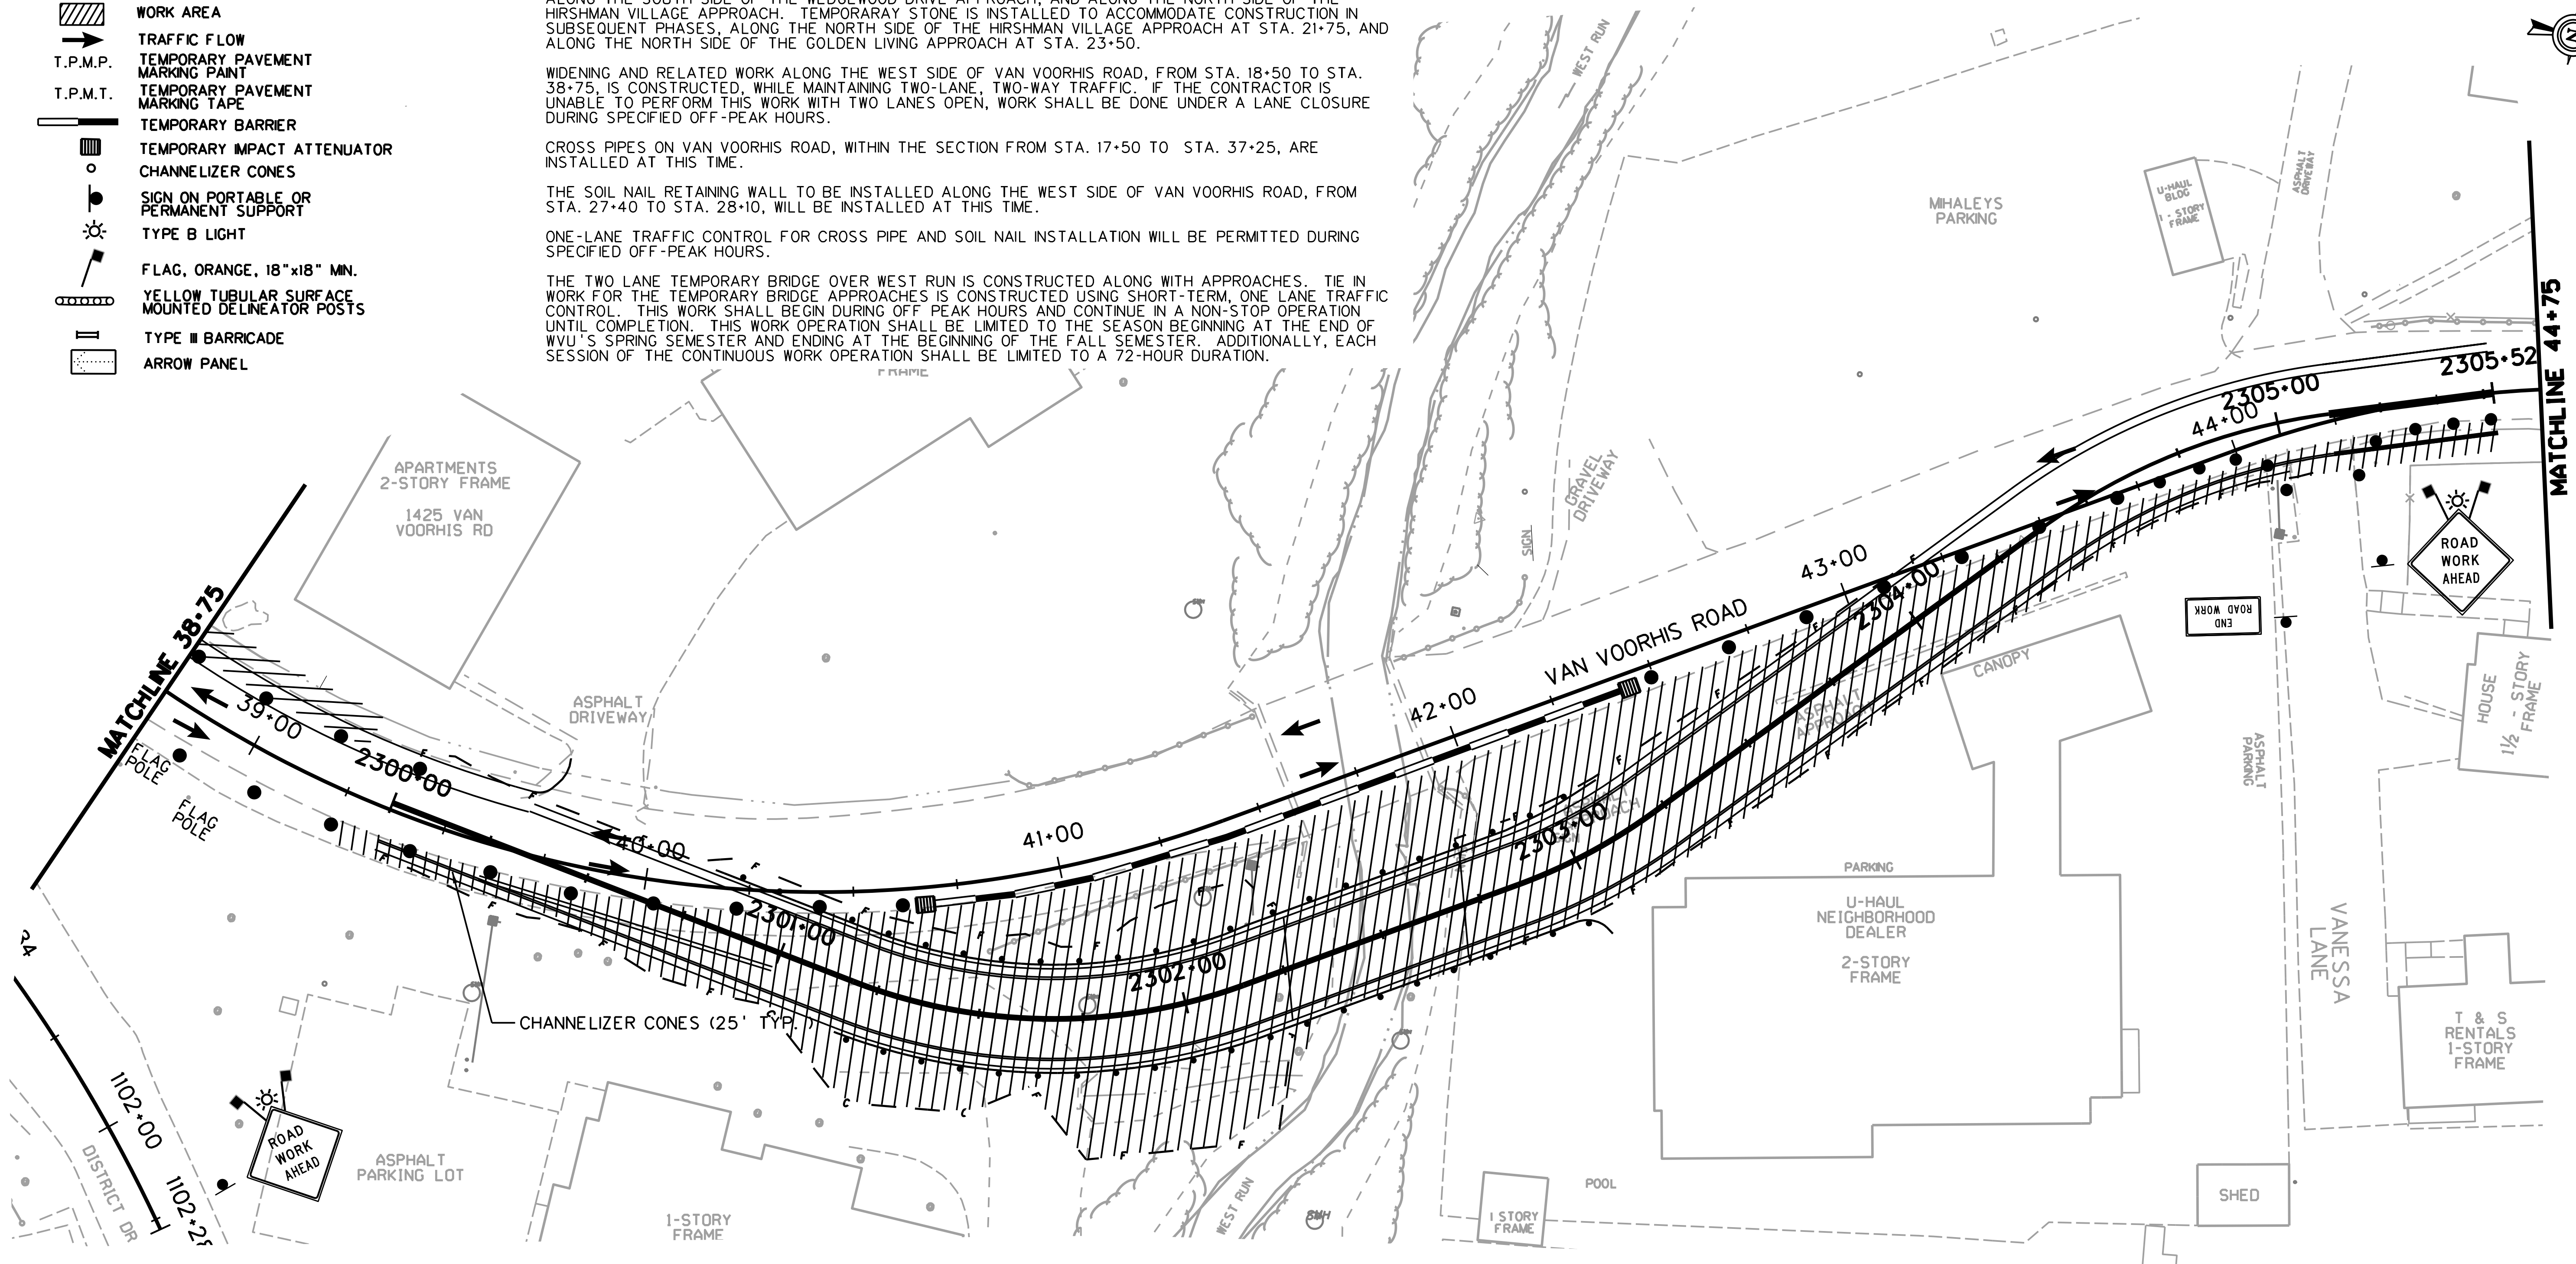 WORK AREA
TRAFFIC FLOW
T.P.M.P.
TEMPORARY PAVEMENT
MARKING PAINT
T.P.M.T.
TEMPORARY PAVEMENT
MARKING TAPE
TEMPORARY BARRIER
TEMPORARY IMPACT ATTENUATOR
CHANNELIZER CONES
SIGN ON PORTABLE OR
PERMANENT SUPPORT
TYPE B LIGHT
FLAG, ORANGE, 18"x18" MIN.
YELLOW TUBULAR SURFACE
MOUNTED DELINEATOR POSTS
TYPE III BARRICADE
ARROW PANEL
ALONG THE SOUTH SIDE OF THE WEDGEWOOD DRIVE APPROACH, AND ALONG THE NORTH SIDE OF THE
HIRSHMAN VILLAGE APPROACH. TEMPORARAY STONE IS INSTALLED TO ACCOMMODATE CONSTRUCTION IN
SUBSEQUENT PHASES, ALONG THE NORTH SIDE OF THE HIRSHMAN VILLAGE APPROACH AT STA. 21+75, AND
ALONG THE NORTH SIDE OF THE GOLDEN LIVING APPROACH AT STA. 23+50.
WIDENING AND RELATED WORK ALONG THE WEST SIDE OF VAN VOORHIS ROAD, FROM STA. 18+50 TO STA.
38+75, IS CONSTRUCTED, WHILE MAINTAINING TWO-LANE, TWO-WAY TRAFFIC. IF THE CONTRACTOR IS
UNABLE TO PERFORM THIS WORK WITH TWO LANES OPEN, WORK SHALL BE DONE UNDER A LANE CLOSURE
DURING SPECIFIED OFF-PEAK HOURS.
CROSS PIPES ON VAN VOORHIS ROAD, WITHIN THE SECTION FROM STA. 17+50 TO STA. 37+25, ARE
INSTALLED AT THIS TIME.
THE SOIL NAIL RETAINING WALL TO BE INSTALLED ALONG THE WEST SIDE OF VAN VOORHIS ROAD, FROM
STA. 27+40 TO STA. 28+10, WILL BE INSTALLED AT THIS TIME.
ONE-LANE TRAFFIC CONTROL FOR CROSS PIPE AND SOIL NAIL INSTALLATION WILL BE PERMITTED DURING
SPECIFIED OFF-PEAK HOURS.
THE TWO LANE TEMPORARY BRIDGE OVER WEST RUN IS CONSTRUCTED ALONG WITH APPROACHES. TIE IN
WORK FOR THE TEMPORARY BRIDGE APPROACHES IS CONSTRUCTED USING SHORT-TERM, ONE LANE TRAFFIC
CONTROL. THIS WORK SHALL BEGIN DURING OFF PEAK HOURS AND CONTINUE IN A NON-STOP OPERATION
UNTIL COMPLETION. THIS WORK OPERATION SHALL BE LIMITED TO THE SEASON BEGINNING AT THE END OF
WVU'S SPRING SEMESTER AND ENDING AT THE BEGINNING OF THE FALL SEMESTER. ADDITIONALLY, EACH
SESSION OF THE CONTINUOUS WORK OPERATION SHALL BE LIMITED TO A 72-HOUR DURATION.
FRAME
WEST RUN
N
MIHALEYS
PARKING
U-HAUL
BLDG
1 - STORY
FRAME
ASPHALT
DRIVEWAY
MATCHLINE 44+75
2305+52
2305+00
44+00
APARTMENTS
2-STORY FRAME
1425 VAN
VOORHIS RD
GRAVEL
DRIVEWAY
SIGN
ROAD
WORK
AHEAD
END
ROAD WORK
43+00
2304+00
VAN VOORHIS ROAD
42+00
MATCHLINE 38+75
39+00
2300+00
ASPHALT
DRIVEWAY
FLAG
POLE
FLAG
POLE
40+00
41+00
2301+00
2302+00
2303+00
ASPHALT
APPROACH
CANOPY
HOUSE
1½ - STORY
FRAME
ASPHALT
PARKING
PARKING
U-HAUL
NEIGHBORHOOD
DEALER
2-STORY
FRAME
VANESSA
LANE
T & S
RENTALS
1-STORY
FRAME
CHANNELIZER CONES (25' TYP.)
1102+00
DISTRICT DR
ROAD
WORK
AHEAD
ASPHALT
PARKING LOT
1-STORY
FRAME
WEST RUN
SMH
1 STORY
FRAME
POOL
SHED